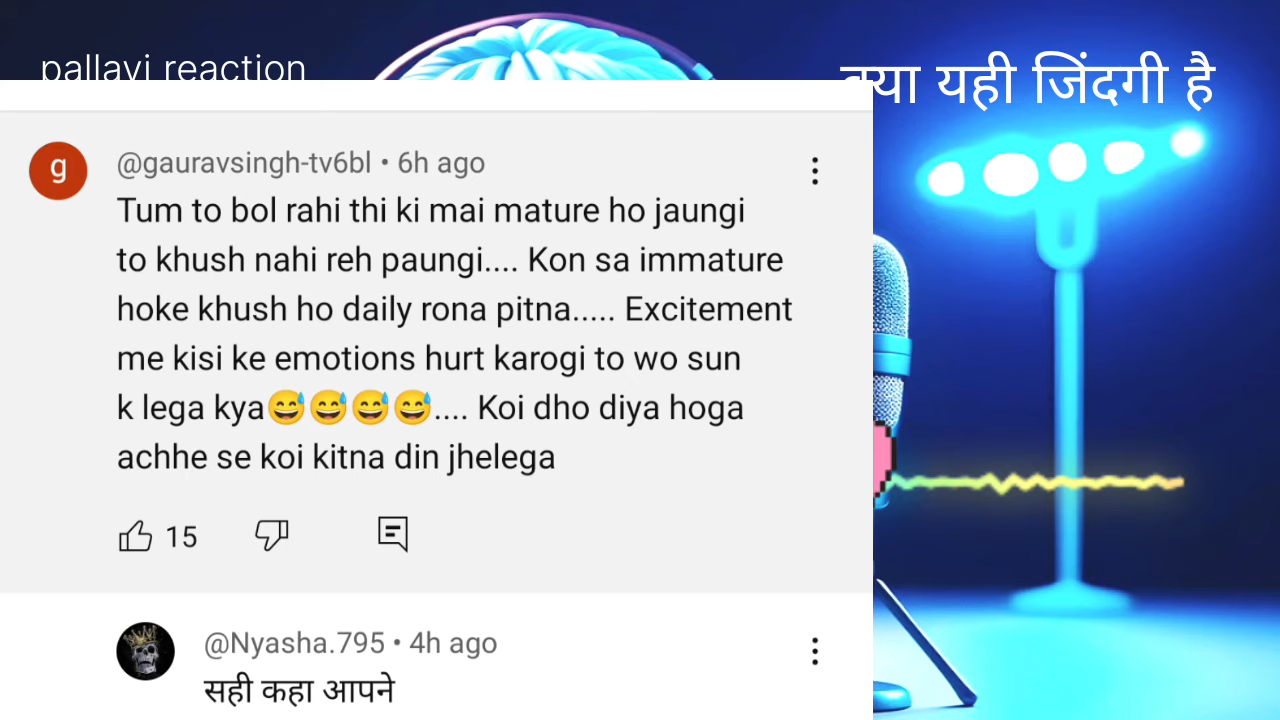 pallavi reaction
क्या यही जिंदगी है
g
@gauravsingh-tv6bl • 6h ago
Tum to bol rahi thi ki mai mature ho jaungi
to khush nahi reh paungi.... Kon sa immature
hoke khush ho daily rona pitna..... Excitement
me kisi ke emotions hurt karogi to wo sun
k lega kya😅😅😅😅.... Koi dho diya hoga
achhe se koi kitna din jhelega
15
@Nyasha.795 • 4h ago
सही कहा आपने